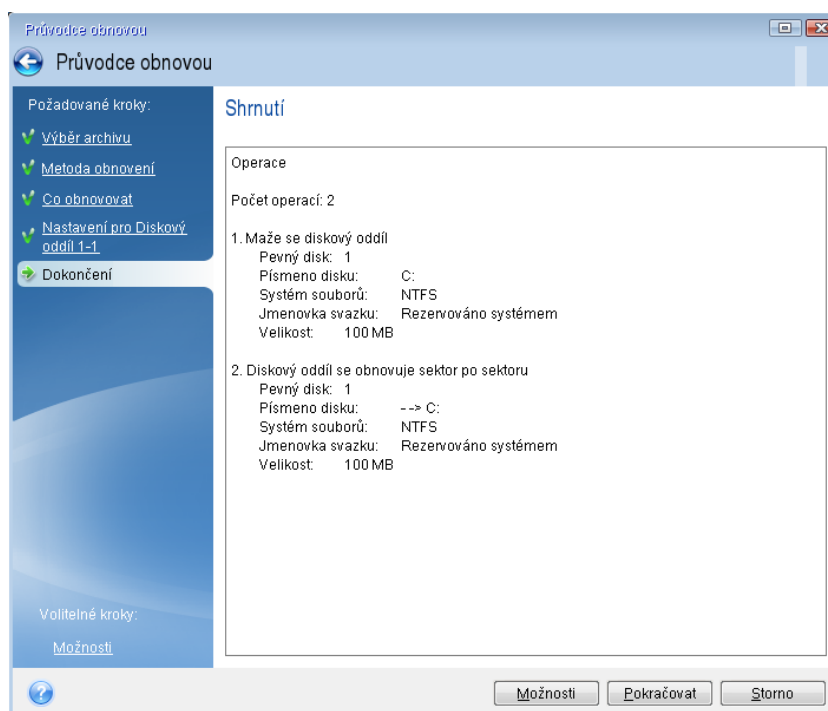 Průvodce obnovou
Průvodce obnovou
Požadované kroky:
Výběr archivu
Metoda obnovení
Co obnovovat
Nastavení pro Diskový
oddíl 1-1
Dokončení
Volitelné kroky:
Možnosti
Shrnutí
Operace
Počet operací: 2
1. Maže se diskový oddíl
Pevný disk: 1
Písmeno disku: C:
Systém souborů: NTFS
Jmenovka svazku: Rezervováno systémem
Velikost: 100 MB
2. Diskový oddíl se obnovuje sektor po sektoru
Pevný disk: 1
Písmeno disku: --> C:
Systém souborů: NTFS
Jmenovka svazku: Rezervováno systémem
Velikost: 100 MB
Možnosti Pokračovat Storno